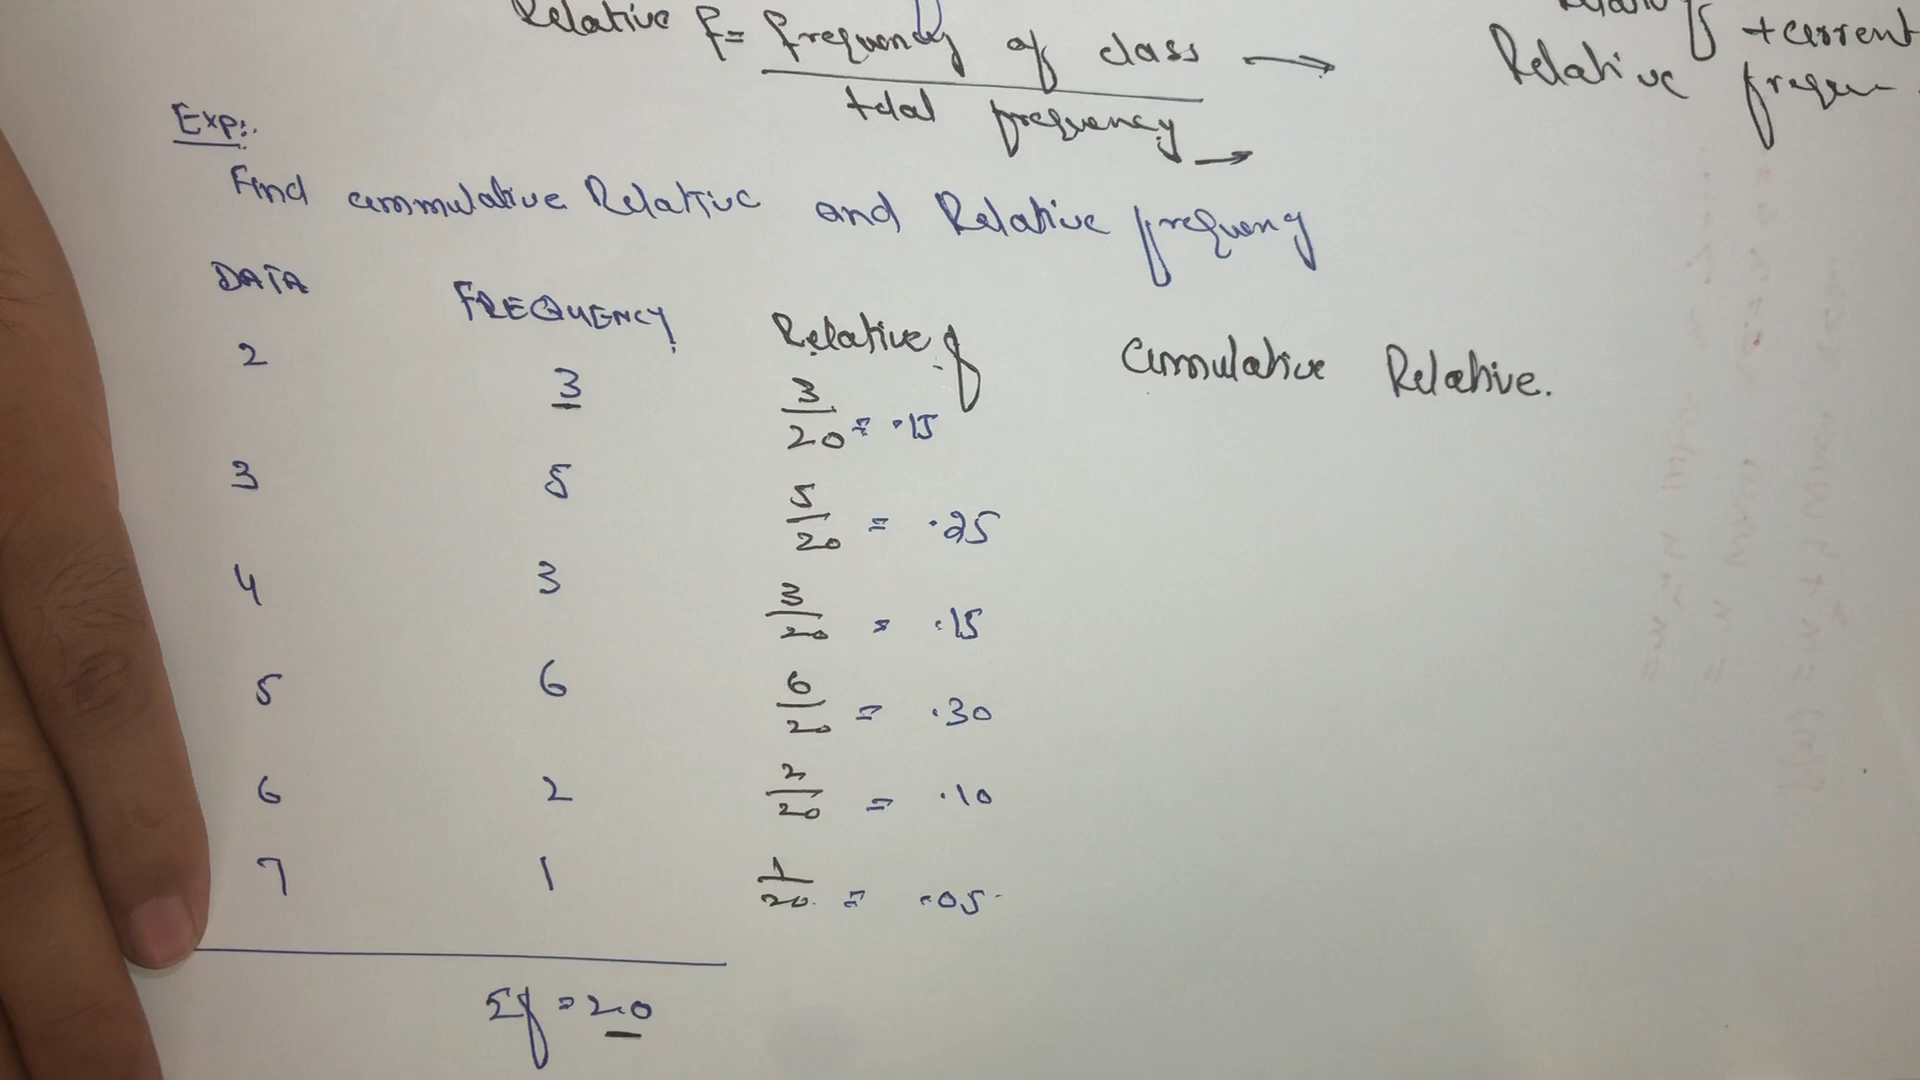 Relative f = frequency of class →
total frequency →
+ current
Relative
Exp:
Find cummulative Relative and Relative frequency
DATA FREQUENCY Relative f Cumulative Relative.
2 3 3/20 = .15
3 5 5/20 = .25
4 3 3/20 = .15
5 6 6/20 = .30
6 2 2/20 = .10
7 1 1/20 = .05
Σf = 20